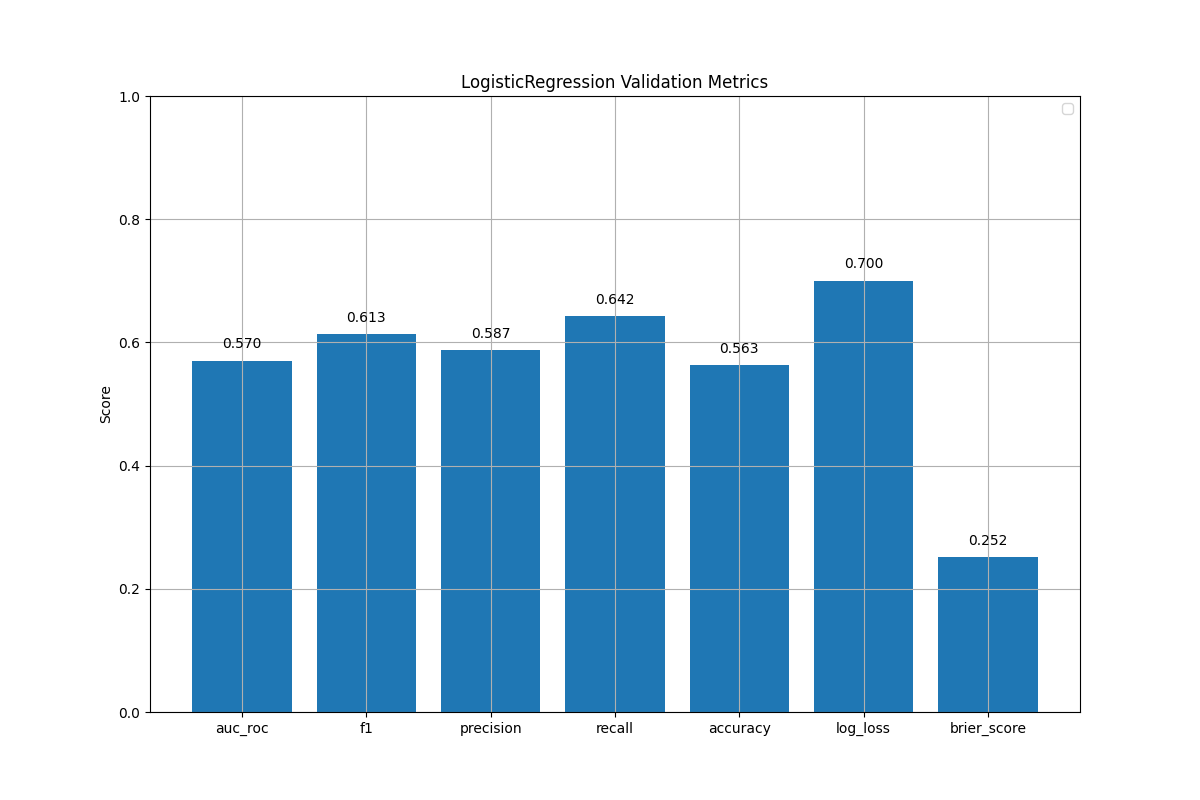 LogisticRegression Validation Metrics
1.0
0.8
0.6
0.4
0.2
0.0
Score
0.570
0.613
0.587
0.642
0.563
0.700
0.252
auc_roc
f1
precision
recall
accuracy
log_loss
brier_score